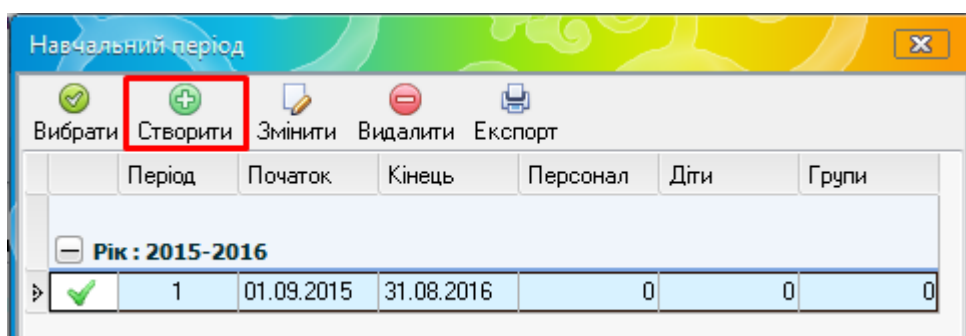 Навчальний період
Вибрати Створити Змінити Видалити Експорт
Період Початок Кінець Персонал Діти Групи
Рік : 2015-2016
1 01.09.2015 31.08.2016 0 0 0